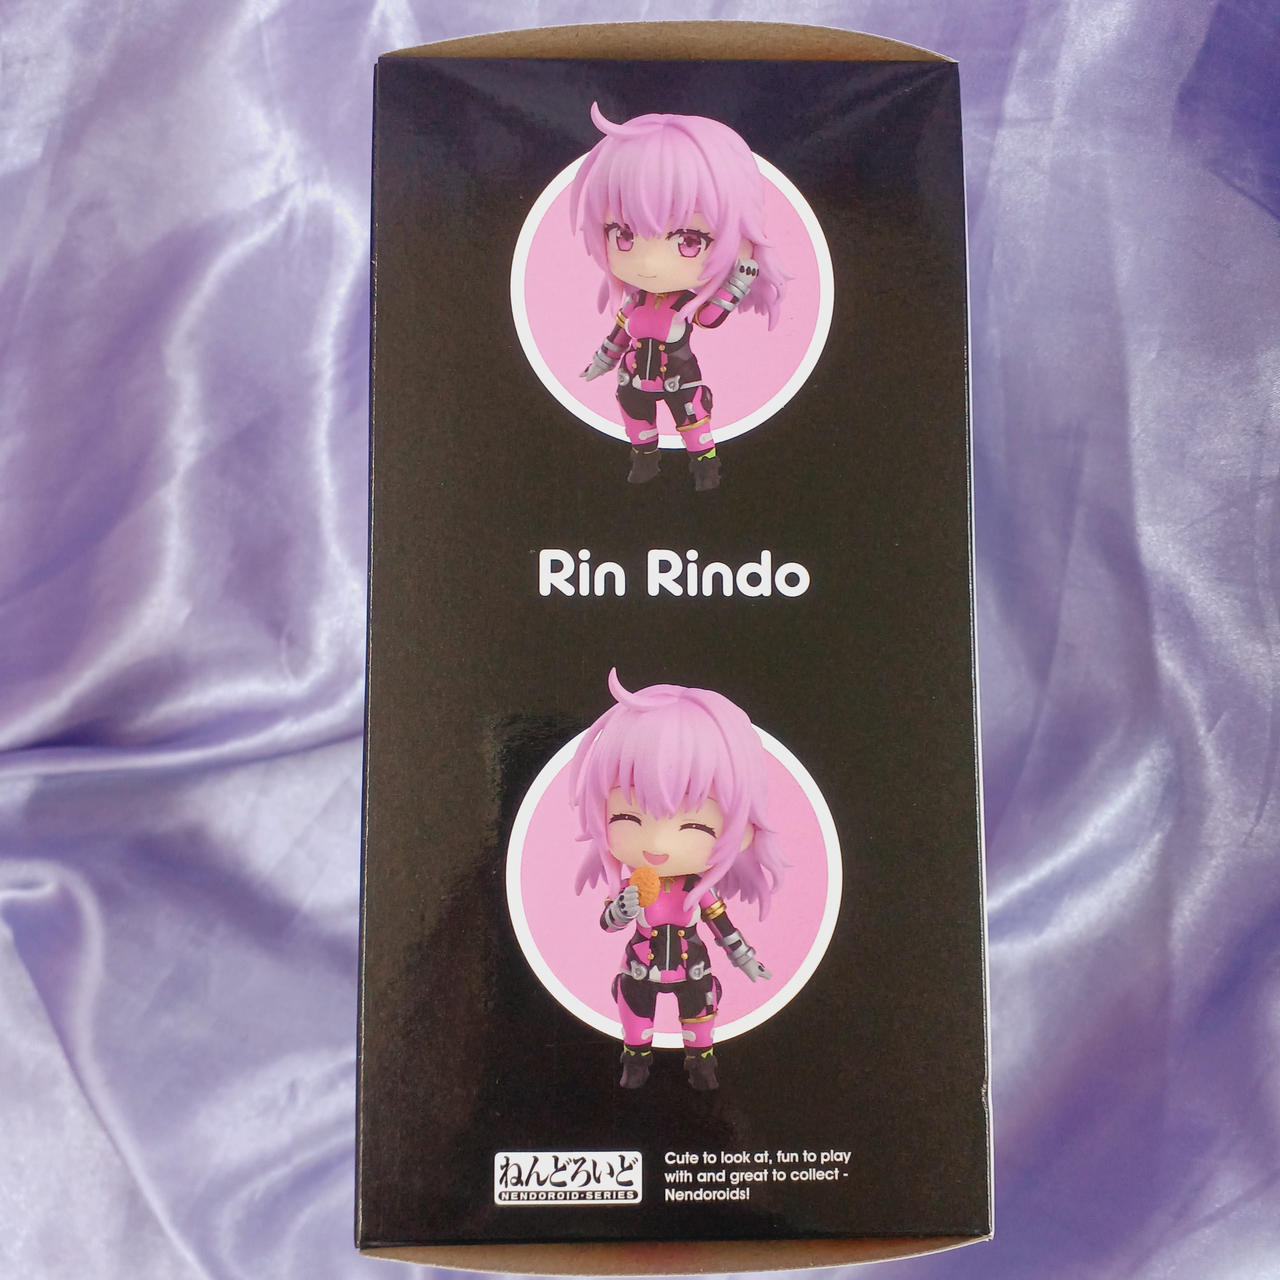 Rin Rindo
ねんどろいど
NENDOROID·SERIES
Cute to look at, fun to play
with and great to collect -
Nendoroids!